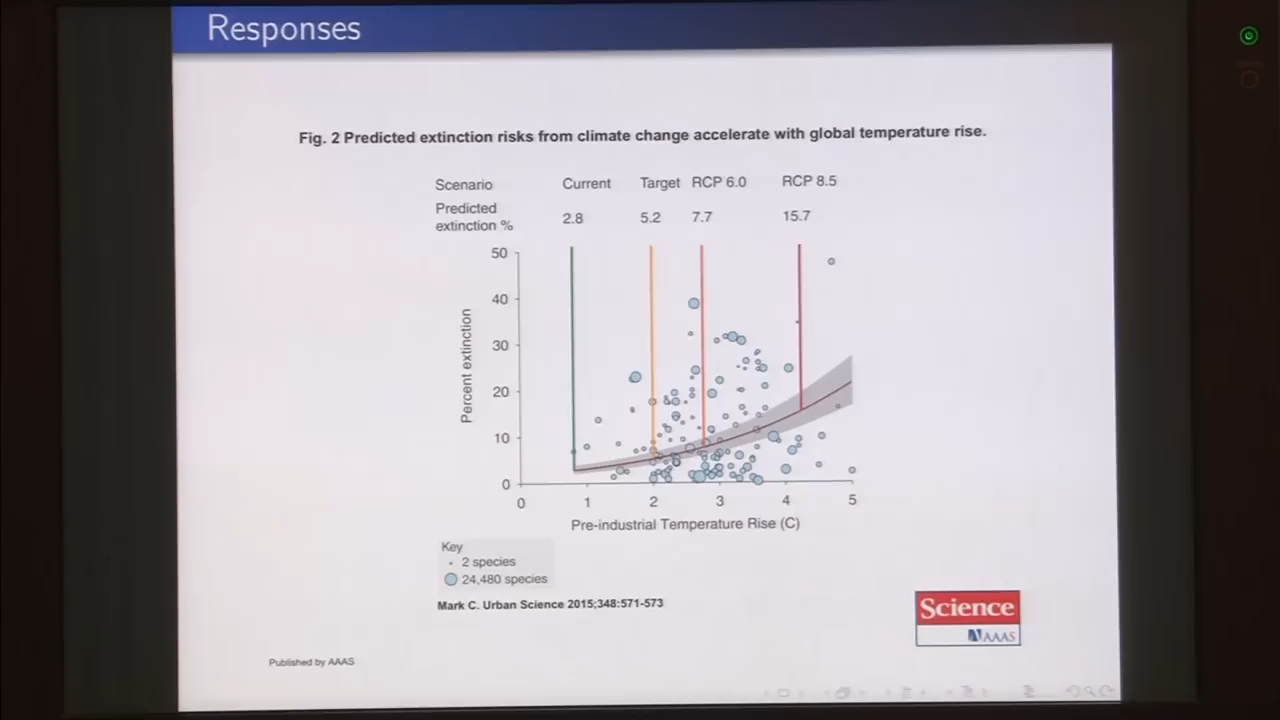 Responses
Fig. 2 Predicted extinction risks from climate change accelerate with global temperature rise.
Scenario Current Target RCP 6.0 RCP 8.5
Predicted
extinction % 2.8 5.2 7.7 15.7
50
40
30
20
10
0
Percent extinction
0 1 2 3 4 5
Pre-industrial Temperature Rise (C)
Key
2 species
24,480 species
Mark C. Urban Science 2015;348:571-573
Science
AAAS
Published by AAAS